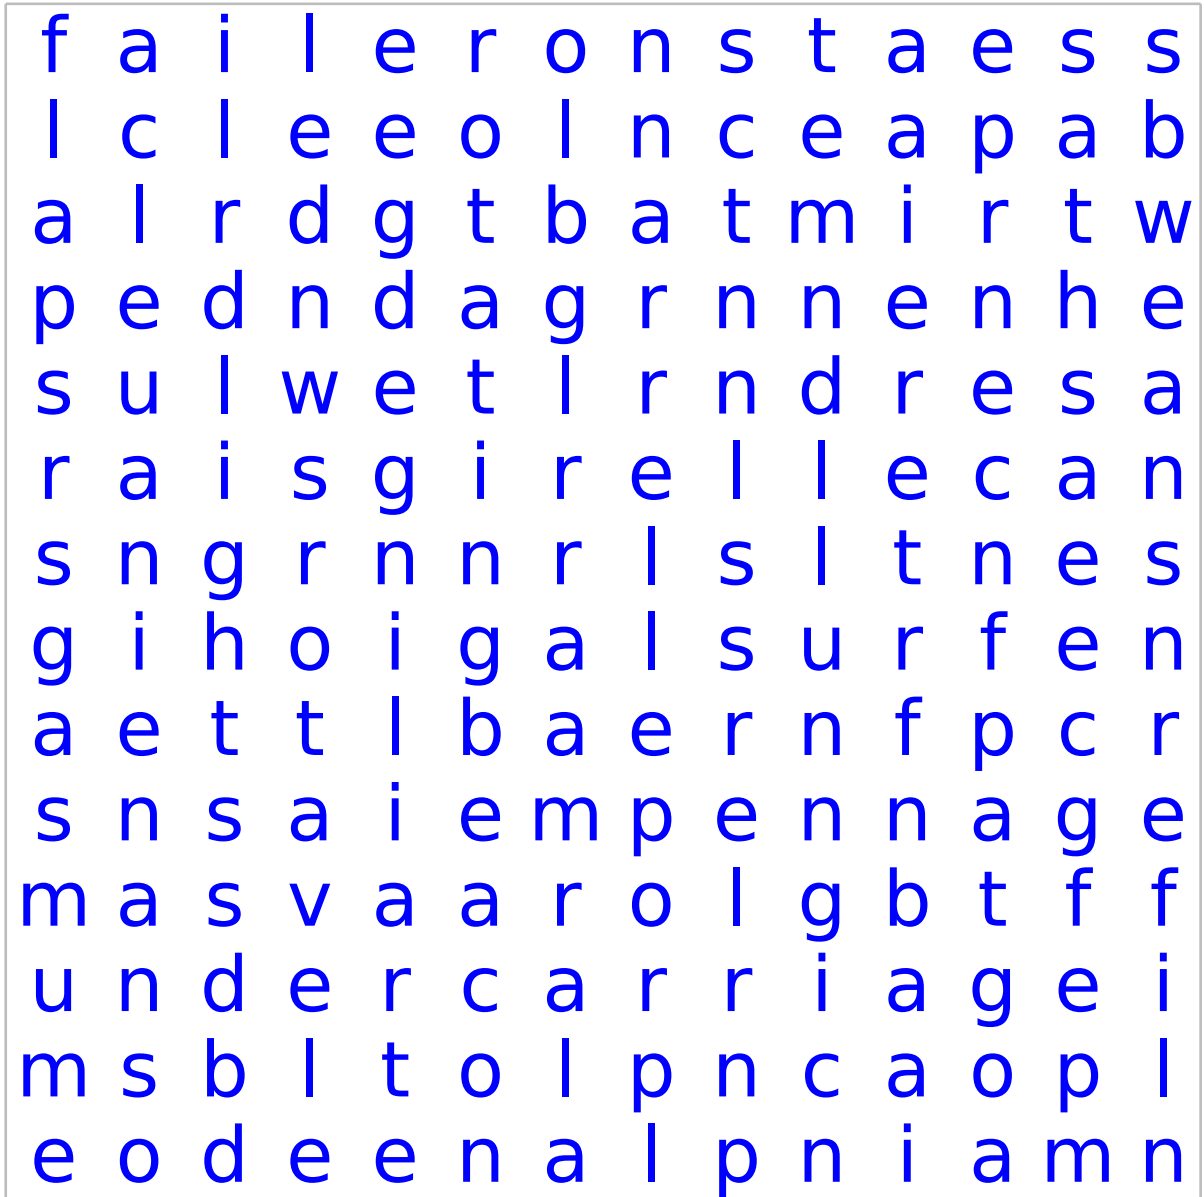 f a i l e r o n s t a e s s
l c l e e o l n c e a p a b
a l r d g t b a t m i r t w
p e d n d a g r n n e n h e
s u l w e t l r n d r e s a
r a i s g i r e l l e c a n
s n g r n n r l s l t n e s
g i h o i g a l s u r f e n
a e t t l b a e r n f p c r
s n s a i e m p e n n a g e
m a s v a a r o l g b t f f
u n d e r c a r r i a g e i
m s b l t o l p n c a o p l
e o d e e n a l p n i a m n